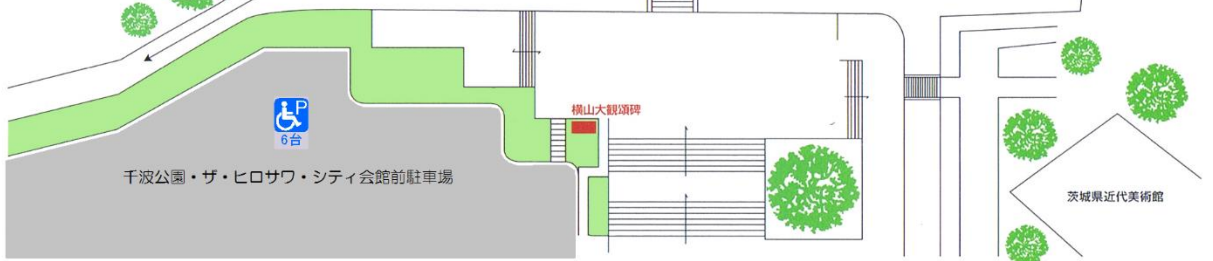 横山大観頌碑
P
6台
千波公園・ザ・ヒロサワ・シティ会館前駐車場
茨城県近代美術館